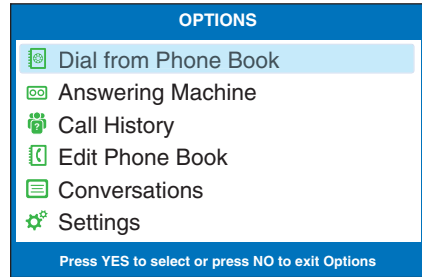 OPTIONS
Dial from Phone Book
Answering Machine
Call History
Edit Phone Book
Conversations
Settings
Press YES to select or press NO to exit Options